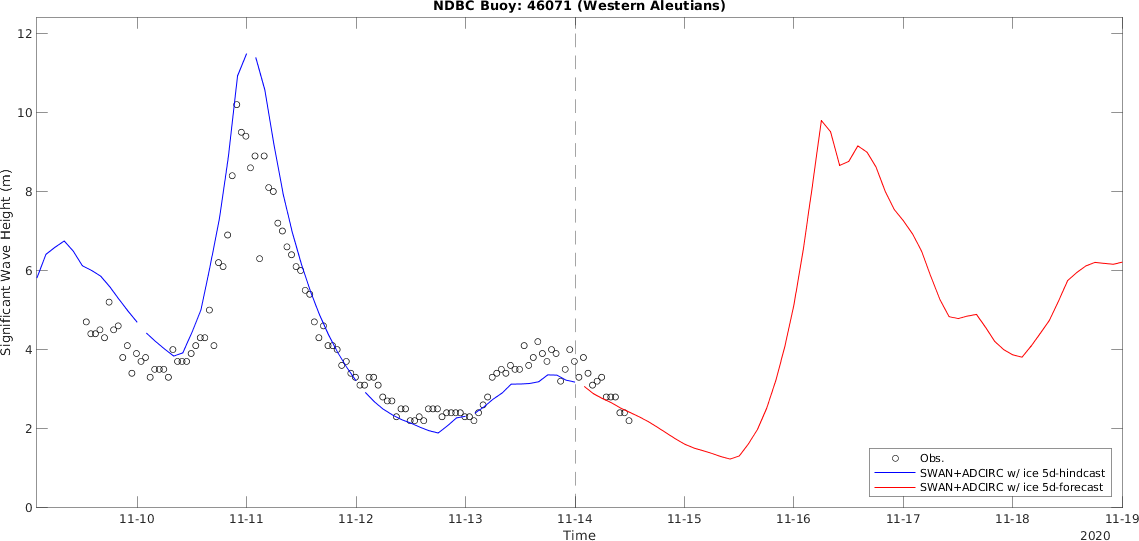 NDBC Buoy: 46071 (Western Aleutians)
12
10
8
6
4
2
0
Significant Wave Height (m)
Obs.
SWAN+ADCIRC w/ ice 5d-hindcast
SWAN+ADCIRC w/ ice 5d-forecast
11-10 11-11 11-12 11-13 11-14 11-15 11-16 11-17 11-18 11-19
Time
2020